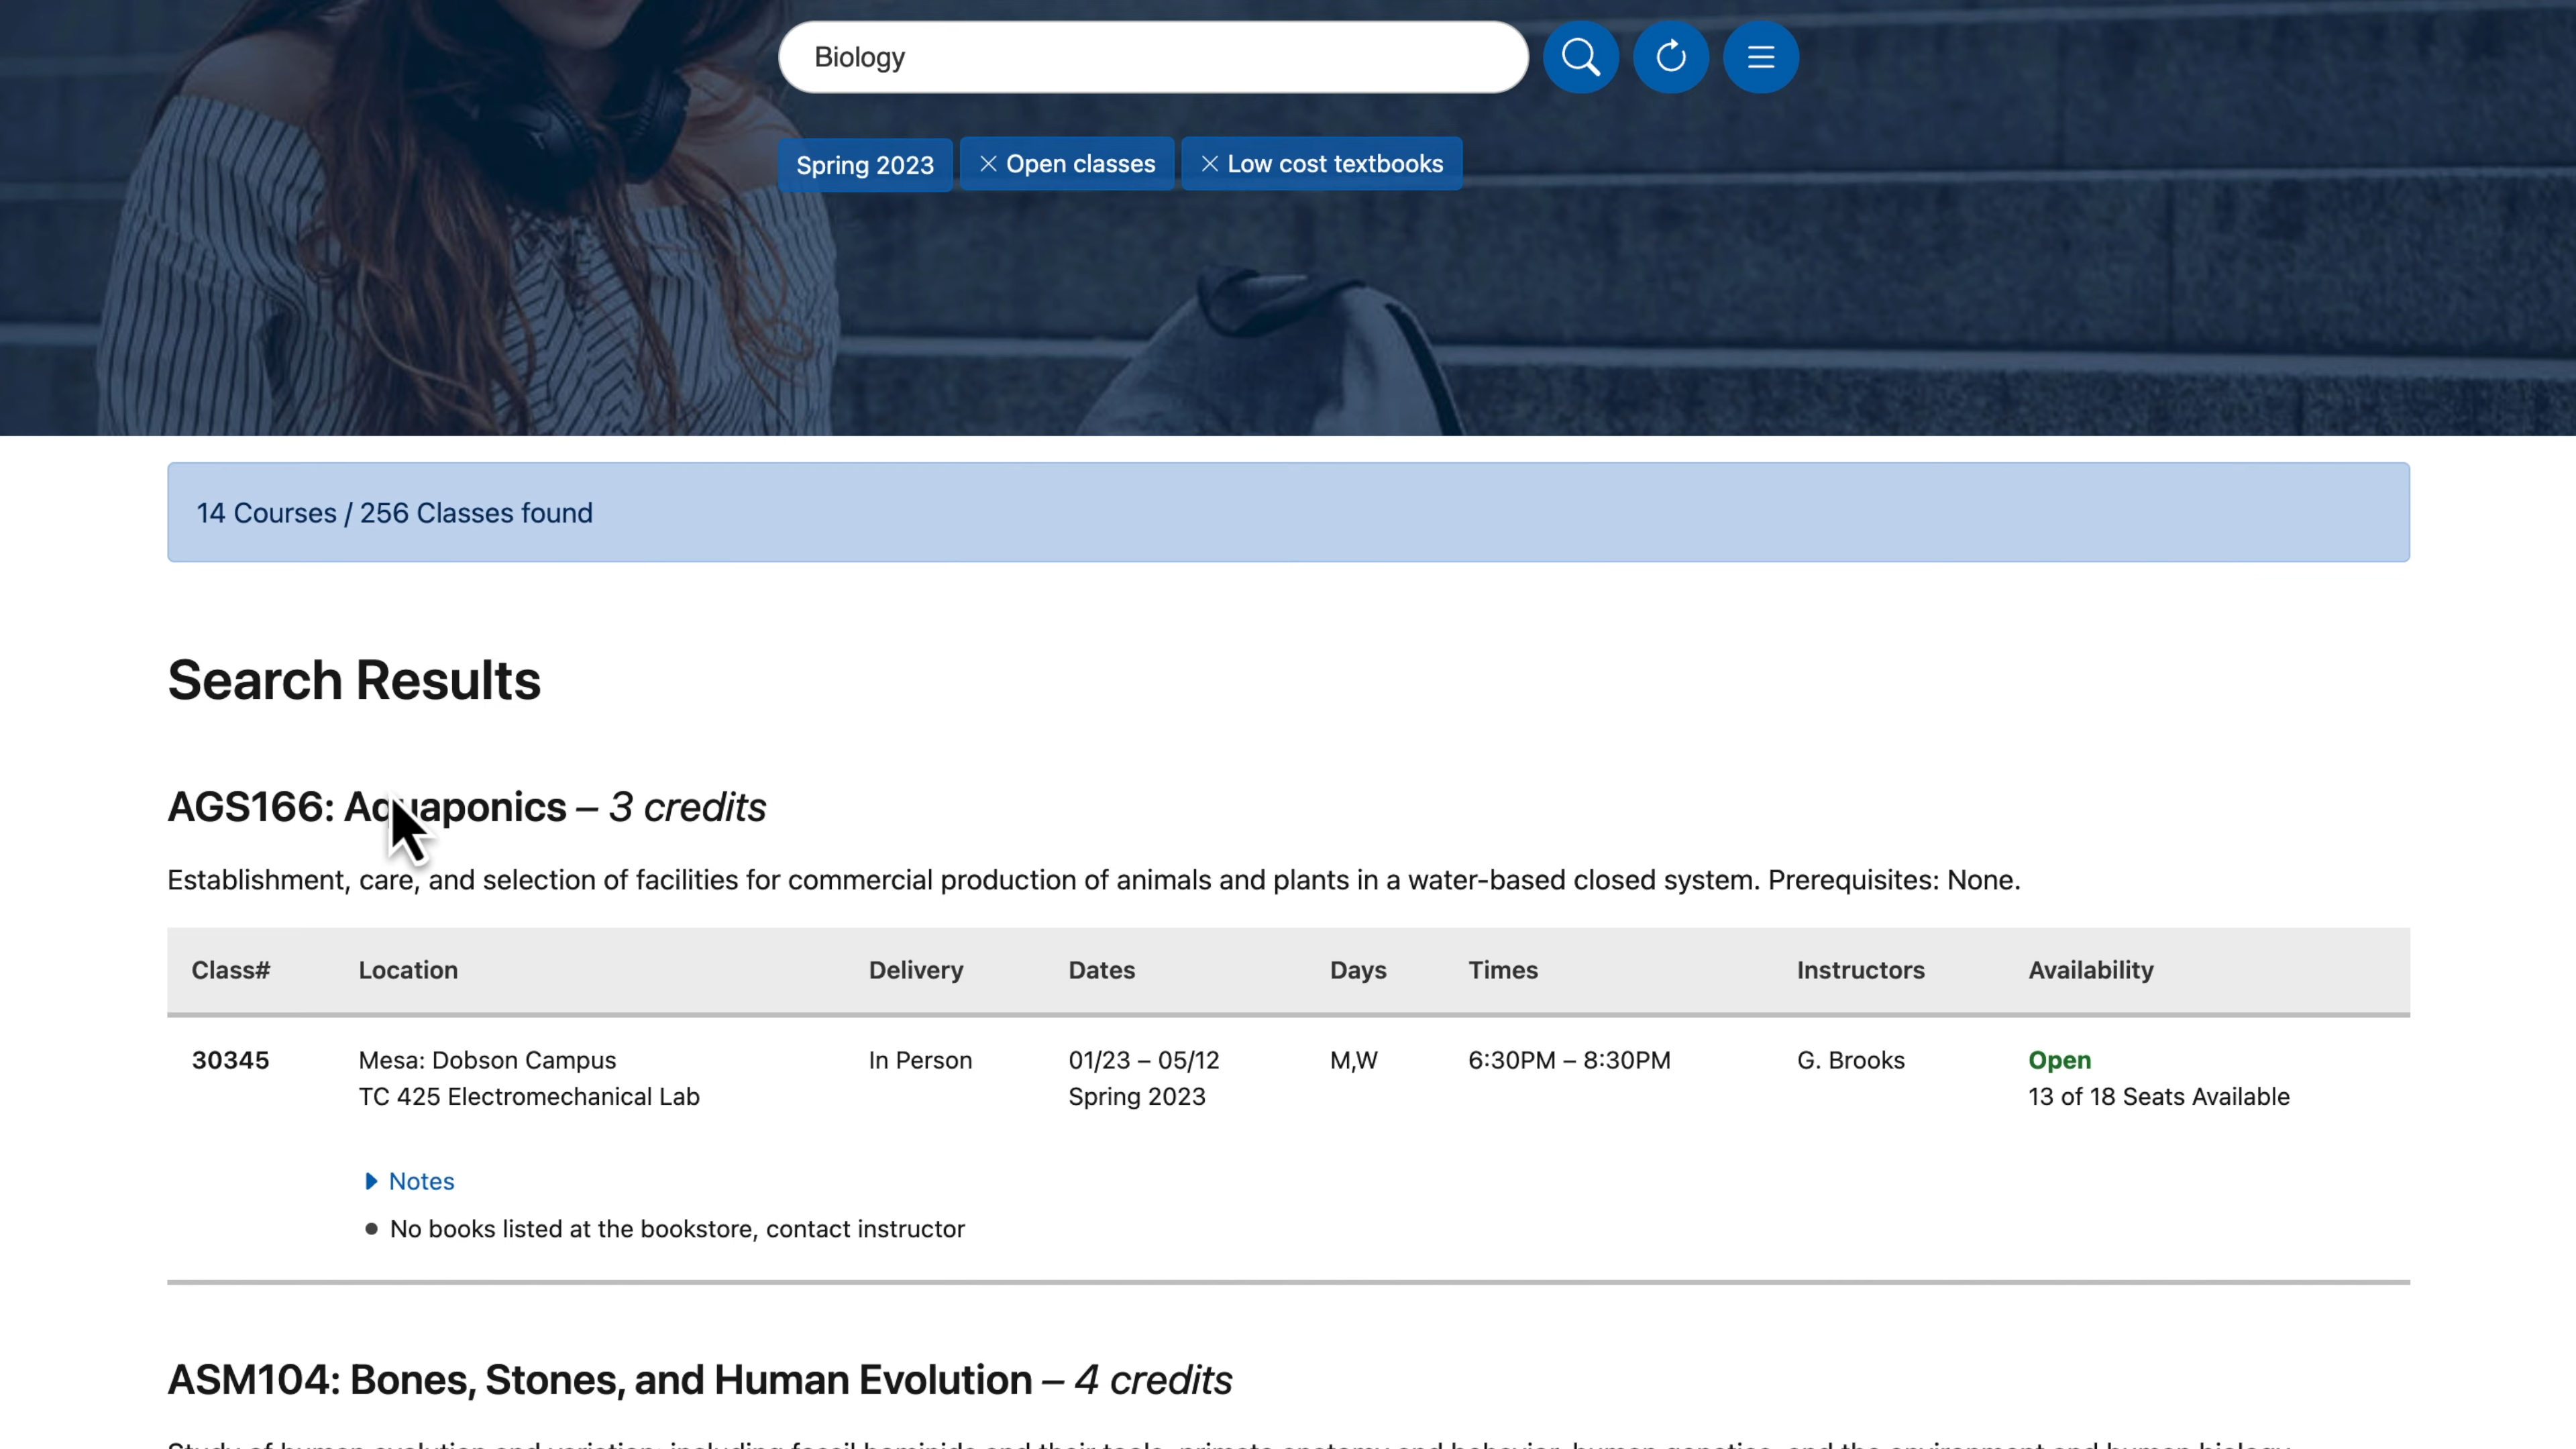 Biology
Spring 2023
Open classes
Low cost textbooks
14 Courses / 256 Classes found
Search Results
AGS166: Aquaponics – 3 credits
Establishment, care, and selection of facilities for commercial production of animals and plants in a water-based closed system. Prerequisites: None.
Class# Location Delivery Dates Days Times Instructors Availability
30345 Mesa: Dobson Campus In Person 01/23 – 05/12 M,W 6:30PM – 8:30PM G. Brooks Open
TC 425 Electromechanical Lab Spring 2023 13 of 18 Seats Available
Notes
No books listed at the bookstore, contact instructor
ASM104: Bones, Stones, and Human Evolution – 4 credits